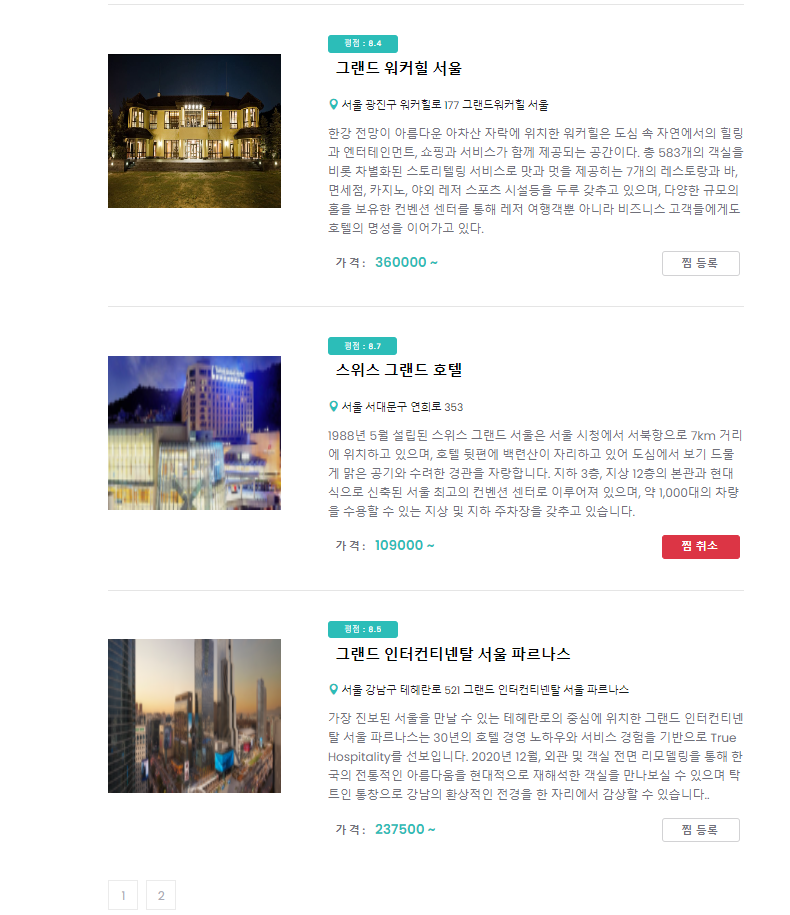 평점 : 8.4
그랜드 워커힐 서울
서울 광진구 워커힐로 177 그랜드워커힐 서울
한강 전망이 아름다운 아차산 자락에 위치한 워커힐은 도심 속 자연에서의 힐링
과 엔터테인먼트, 쇼핑과 서비스가 함께 제공되는 공간이다. 총 583개의 객실을
비롯 차별화된 스토리텔링 서비스로 맛과 멋을 제공하는 7개의 레스토랑과 바,
면세점, 카지노, 야외 레저 스포츠 시설등을 두루 갖추고 있으며, 다양한 규모의
홀을 보유한 컨벤션 센터를 통해 레저 여행객뿐 아니라 비즈니스 고객들에게도
호텔의 명성을 이어가고 있다.
가격 : 360000 ~ 찜 등록
평점 : 8.7
스위스 그랜드 호텔
서울 서대문구 연희로 353
1988년 5월 설립된 스위스 그랜드 서울은 서울 시청에서 서북향으로 7km 거리
에 위치하고 있으며, 호텔 뒷편에 백련산이 자리하고 있어 도심에서 보기 드물
게 맑은 공기와 수려한 경관을 자랑합니다. 지하 3층, 지상 12층의 본관과 현대
식으로 신축된 서울 최고의 컨벤션 센터로 이루어져 있으며, 약 1,000대의 차량
을 수용할 수 있는 지상 및 지하 주차장을 갖추고 있습니다.
가격 : 109000 ~ 찜 취소
평점 : 8.5
그랜드 인터컨티넨탈 서울 파르나스
서울 강남구 테헤란로 521 그랜드 인터컨티넨탈 서울 파르나스
가장 진보된 서울을 만날 수 있는 테헤란로의 중심에 위치한 그랜드 인터컨티넨
탈 서울 파르나스는 30년의 호텔 경영 노하우와 서비스 경험을 기반으로 True
Hospitality를 선보입니다. 2020년 12월, 외관 및 객실 전면 리모델링을 통해 한
국의 전통적인 아름다움을 현대적으로 재해석한 객실을 만나보실 수 있으며 탁
트인 통창으로 강남의 환상적인 전경을 한 자리에서 감상할 수 있습니다..
가격 : 237500 ~ 찜 등록
1 2